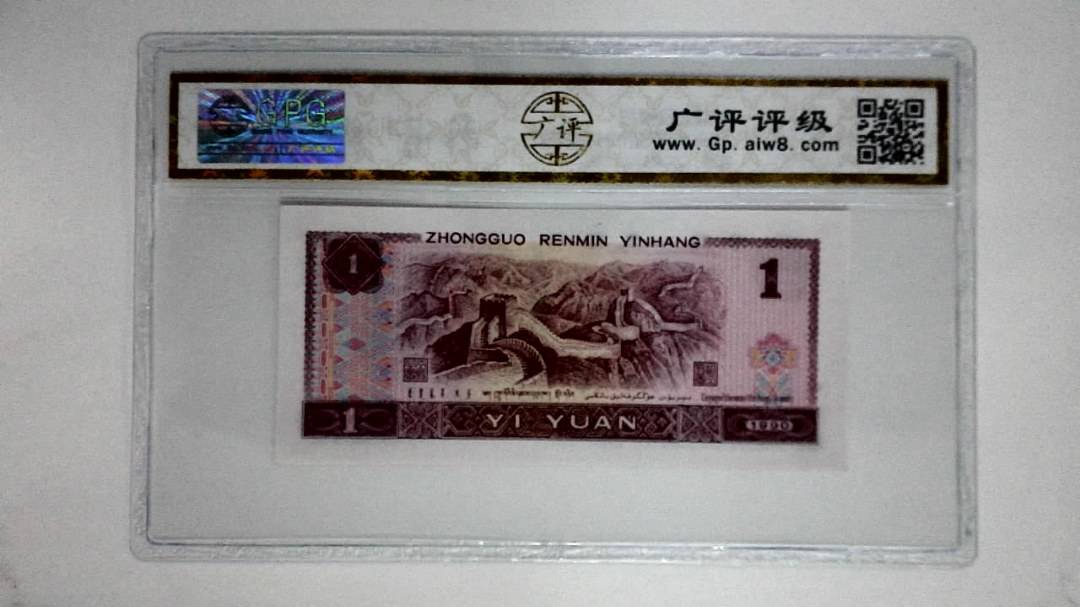 GPG
广评
广评评级
www.Gp.aiw8.com
ZHONGGUO RENMIN YINHANG
1
1
1 YI YUAN 1990